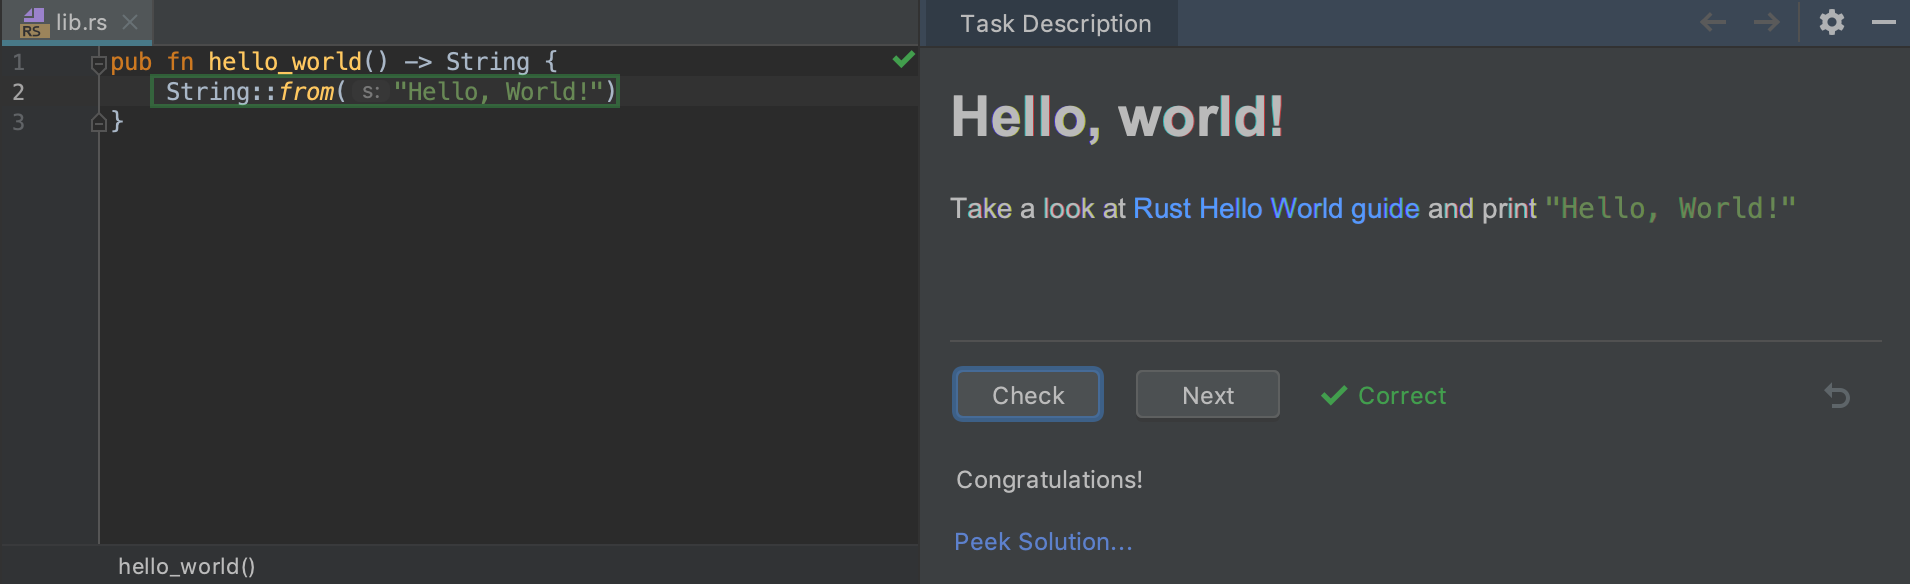 RS lib.rs
1 pub fn hello_world() -> String {
2 String::from( s: "Hello, World!")
3 }
hello_world()
Task Description
Hello, world!
Take a look at Rust Hello World guide and print "Hello, World!"
Check Next Correct
Congratulations!
Peek Solution...